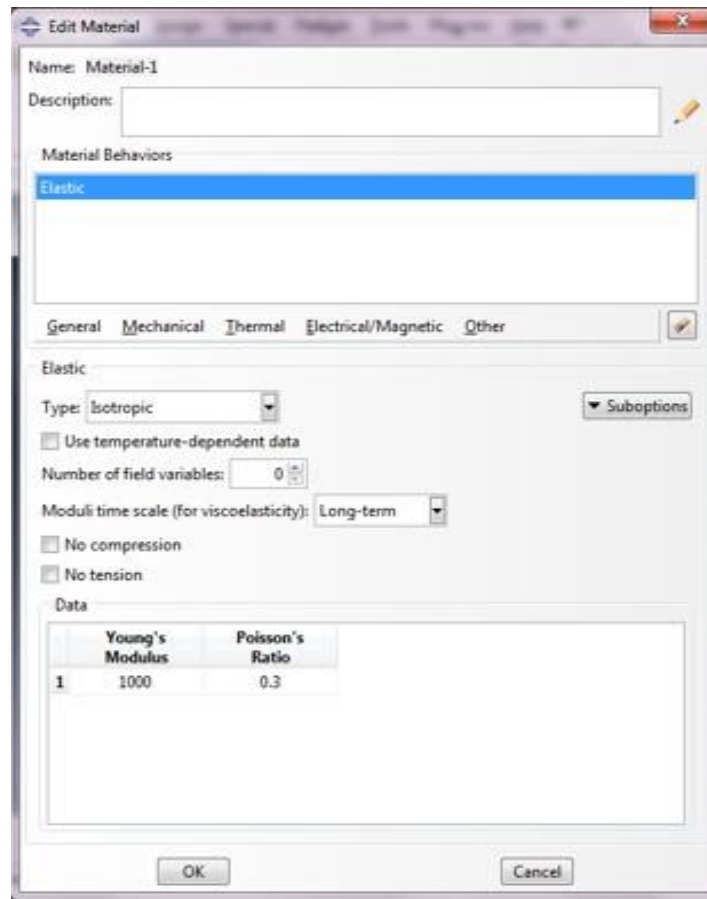 Edit Material
Name: Material-1
Description:
Material Behaviors
Elastic
General Mechanical Thermal Electrical/Magnetic Other
Elastic
Type: Isotropic Suboptions
Use temperature-dependent data
Number of field variables: 0
Moduli time scale (for viscoelasticity): Long-term
No compression
No tension
Data
Young's Poisson's
Modulus Ratio
1 1000 0.3
OK Cancel